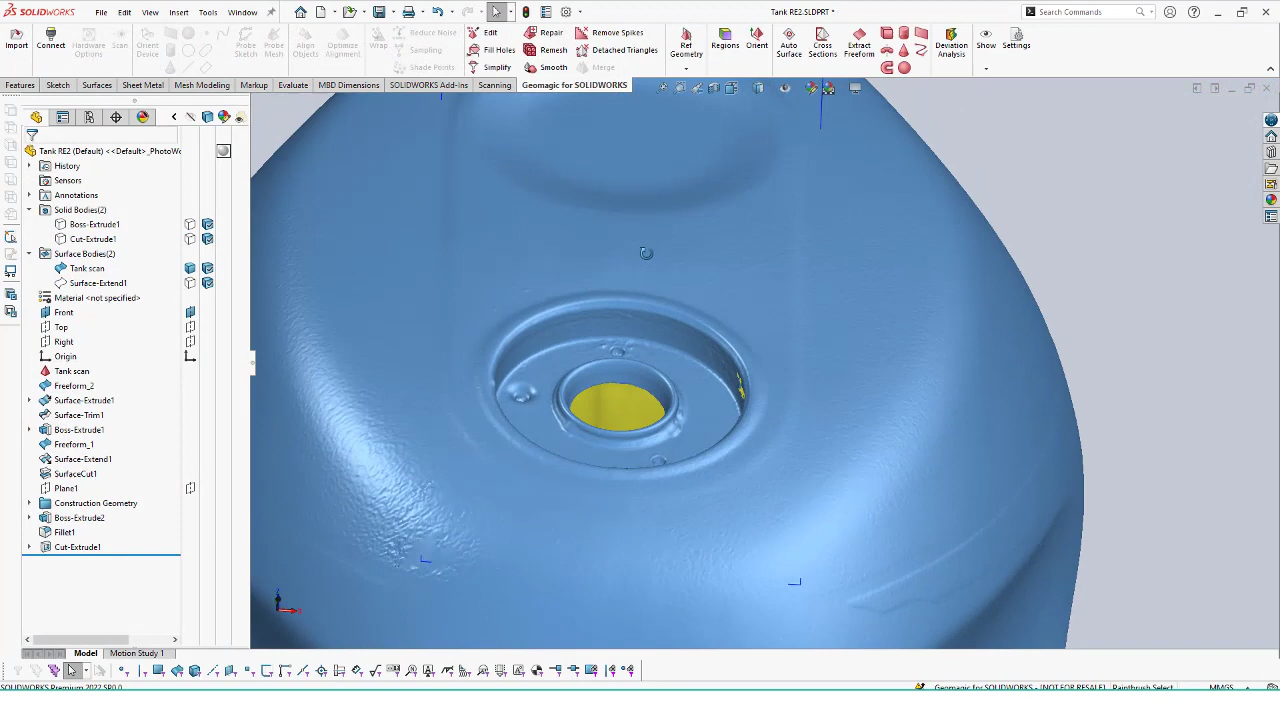 SOLIDWORKS
File
Edit
View
Insert
Tools
Window
Tank RE2.SLDPRT *
Search Commands
Import
Connect
Hardware Options
Scan
Orient Device
Probe Sketch
Probe Mesh
Align Objects
Optimize Alignment
Wrap
Reduce Noise
Sampling
Shade Points
Edit
Fill Holes
Simplify
Repair
Remesh
Smooth
Remove Spikes
Detached Triangles
Merge
Ref Geometry
Regions
Orient
Auto Surface
Cross Sections
Extract Freeform
Deviation Analysis
Show
Settings
Features
Sketch
Surfaces
Sheet Metal
Mesh Modeling
Markup
Evaluate
MBD Dimensions
SOLIDWORKS Add-Ins
Scanning
Geomagic for SOLIDWORKS
Tank RE2 (Default) <<Default>_PhotoWo
History
Sensors
Annotations
Solid Bodies(2)
Boss-Extrude1
Cut-Extrude1
Surface Bodies(2)
Tank scan
Surface-Extend1
Material <not specified>
Front
Top
Right
Origin
Tank scan
Freeform_2
Surface-Extrude1
Surface-Trim1
Boss-Extrude1
Freeform_1
Surface-Extend1
SurfaceCut1
Plane1
Construction Geometry
Boss-Extrude2
Fillet1
Cut-Extrude1
Model
Motion Study 1
SOLIDWORKS Premium 2022 SP0.0
Geomagic for SOLIDWORKS - [NOT FOR RESALE]
Paintbrush Select
MMGS